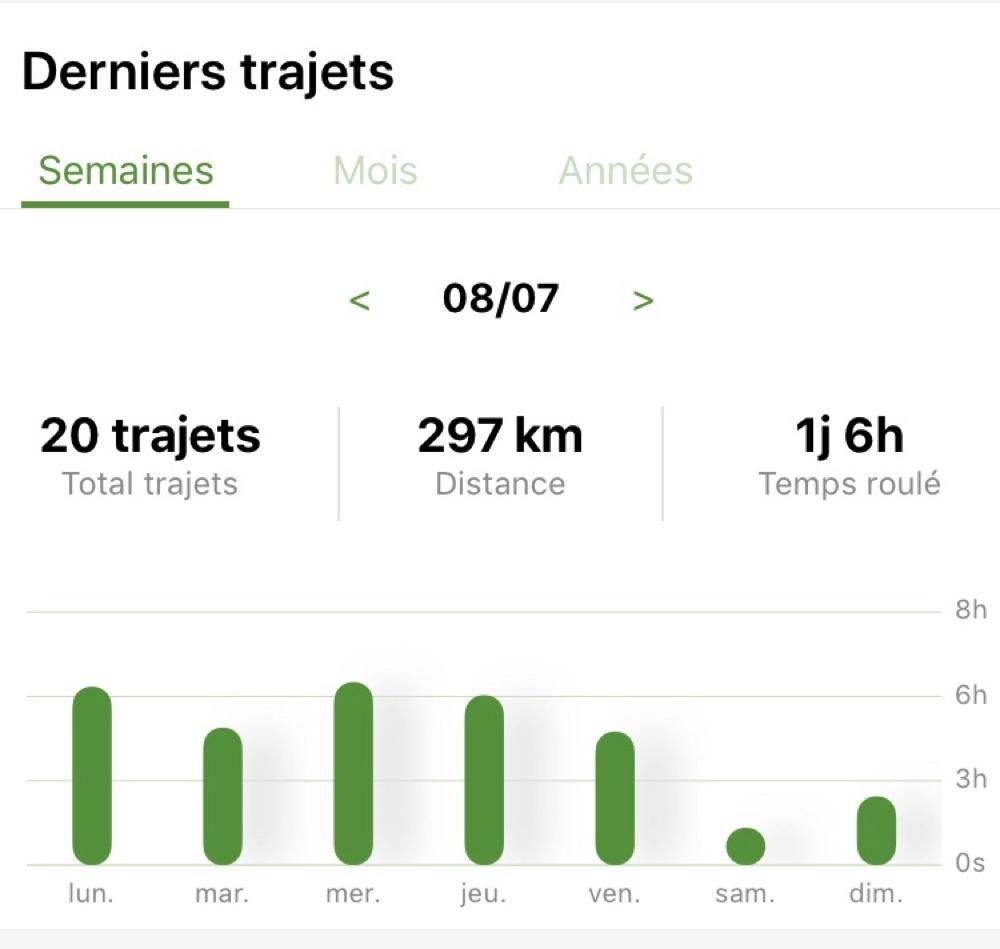 Derniers trajets
Semaines Mois Années
< 08/07 >
20 trajets 297 km 1j 6h
Total trajets Distance Temps roulé
8h
6h
3h
0s
lun. mar. mer. jeu. ven. sam. dim.